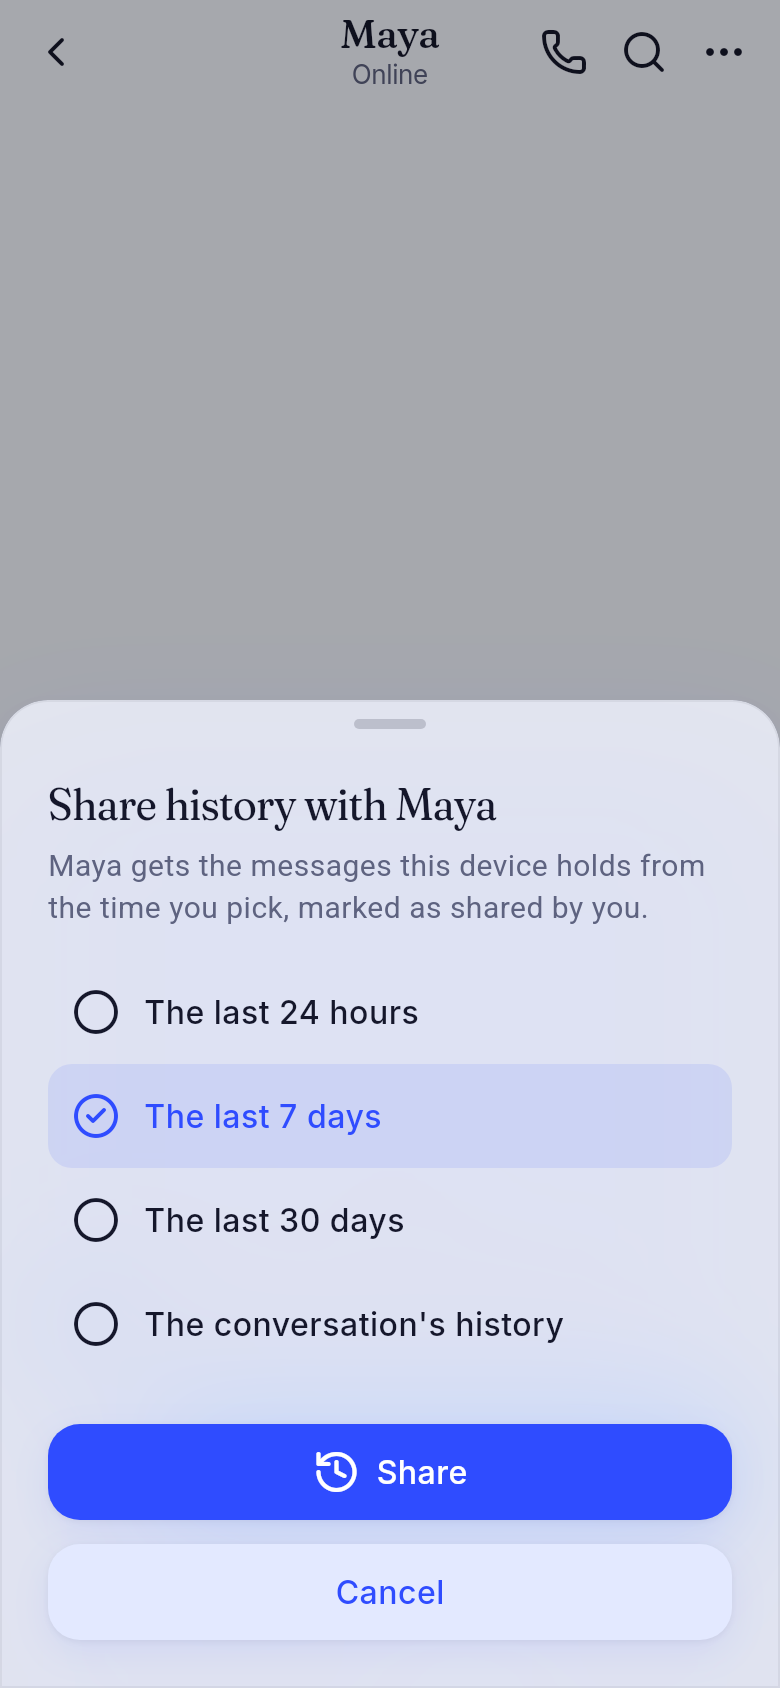 Maya
Online
Share history with Maya
Maya gets the messages this device holds from
the time you pick, marked as shared by you.
The last 24 hours
The last 7 days
The last 30 days
The conversation's history
Share
Cancel